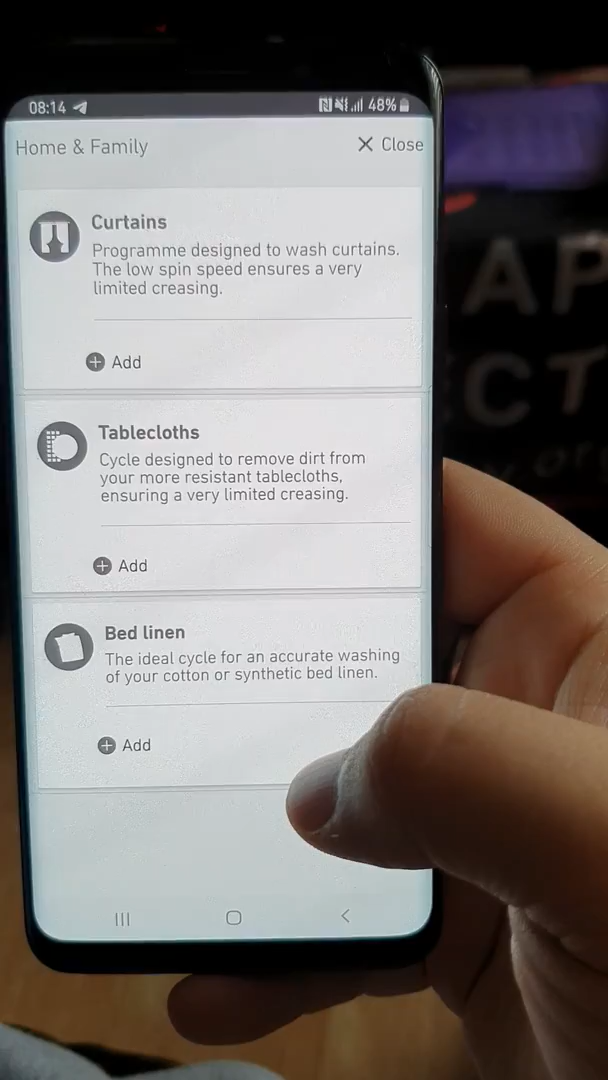 08:14
48%
Home & Family
Close
Curtains
Programme designed to wash curtains.
The low spin speed ensures a very
limited creasing.
Add
Tablecloths
Cycle designed to remove dirt from
your more resistant tablecloths,
ensuring a very limited creasing.
Add
Bed linen
The ideal cycle for an accurate washing
of your cotton or synthetic bed linen.
Add
AP
CT